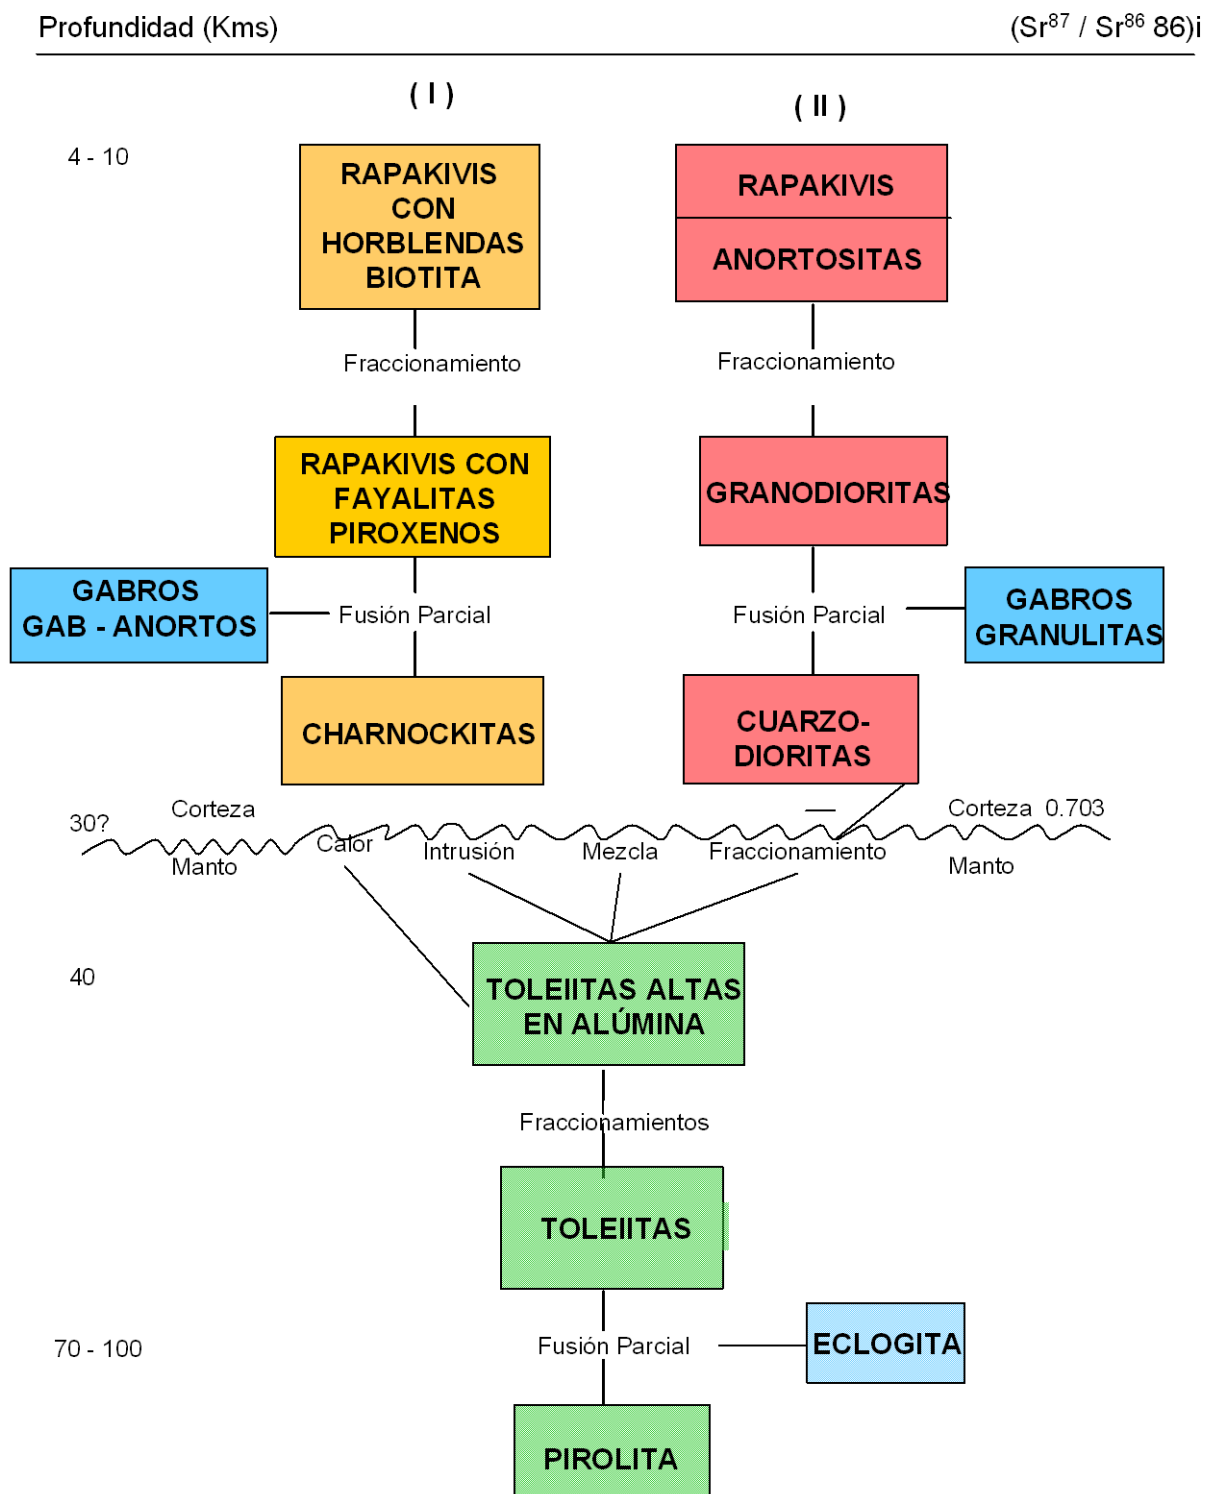 Profundidad (Kms)
(Sr87 / Sr86 86)i
( I )
( II )
4 - 10
RAPAKIVIS
CON
HORBLENDAS
BIOTITA
RAPAKIVIS
ANORTOSITAS
Fraccionamiento
Fraccionamiento
RAPAKIVIS CON
FAYALITAS
PIROXENOS
GRANODIORITAS
GABROS
GAB - ANORTOS
Fusión Parcial
Fusión Parcial
GABROS
GRANULITAS
CHARNOCKITAS
CUARZO-
DIORITAS
30?
Corteza
Corteza 0.703
Manto
Calor
Intrusión
Mezcla
Fraccionamiento
Manto
40
TOLEIITAS ALTAS
EN ALÚMINA
Fraccionamientos
TOLEIITAS
70 - 100
Fusión Parcial
ECLOGITA
PIROLITA